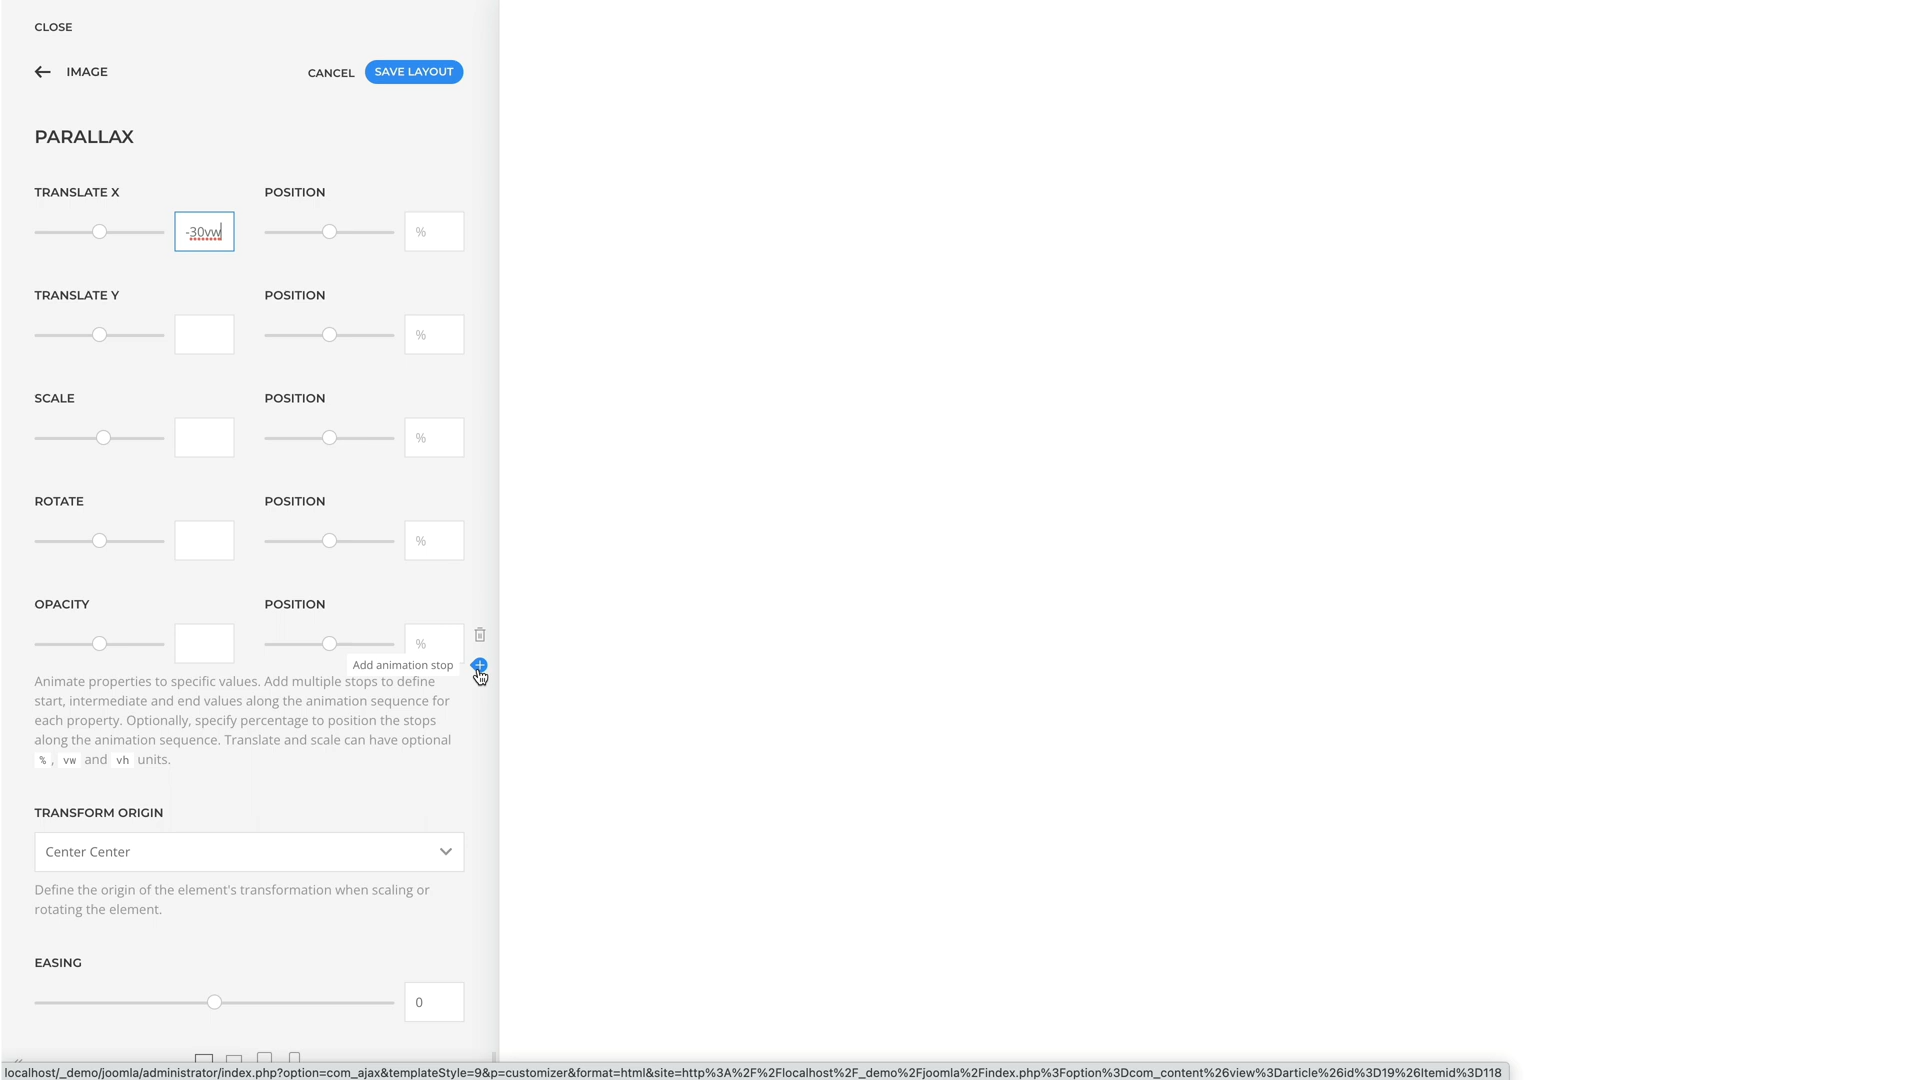 CLOSE
IMAGE
CANCEL
SAVE LAYOUT
PARALLAX
TRANSLATE X
POSITION
-30vw
%
TRANSLATE Y
POSITION
%
SCALE
POSITION
%
ROTATE
POSITION
%
OPACITY
POSITION
%
Add animation stop
Animate properties to specific values. Add multiple stops to define
start, intermediate and end values along the animation sequence for
each property. Optionally, specify percentage to position the stops
along the animation sequence. Translate and scale can have optional
%, vw and vh units.
TRANSFORM ORIGIN
Center Center
Define the origin of the element's transformation when scaling or
rotating the element.
EASING
0
localhost/_demo/joomla/administrator/index.php?option=com_ajax&templateStyle=9&p=customizer&format=html&site=http%3A%2F%2Flocalhost%2F_demo%2Fjoomla%2Findex.php%3Foption%3Dcom_content%26view%3Darticle%26id%3D19%26Itemid%3D118